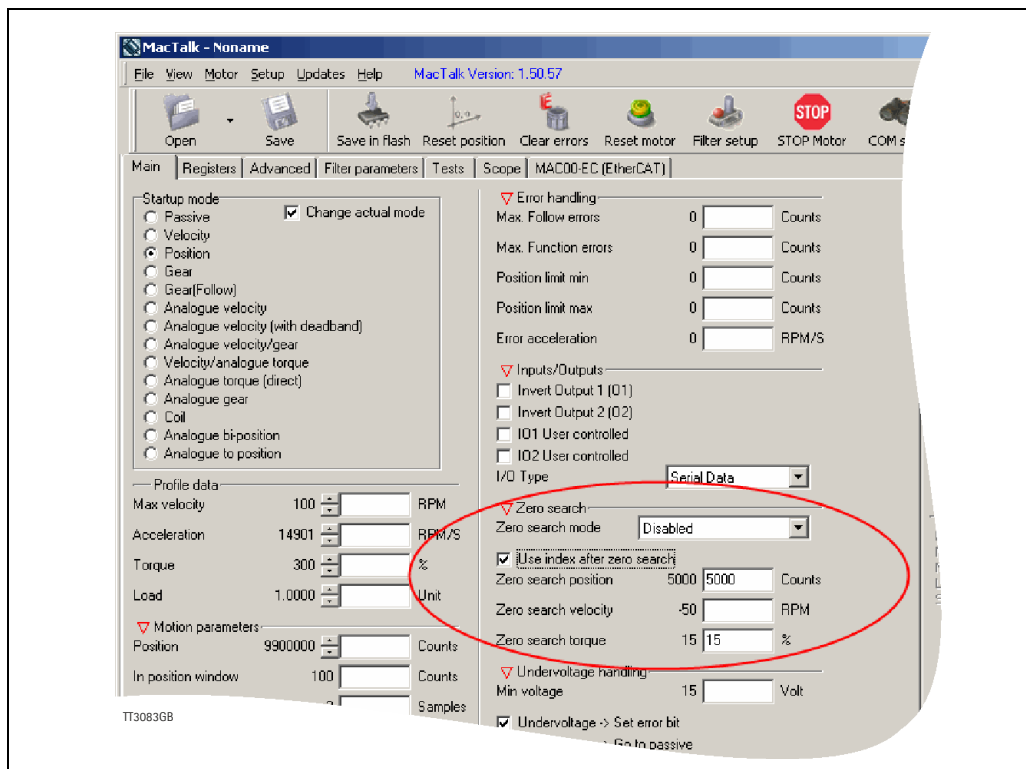 MacTalk - Noname
File View Motor Setup Updates Help MacTalk Version: 1.50.57
Open Save Save in flash Reset position Clear errors Reset motor Filter setup STOP Motor COM
STOP
Main Registers Advanced Filter parameters Tests Scope MAC00-EC (EtherCAT)
Startup mode
Change actual mode
Passive
Velocity
Position
Gear
Gear(Follow)
Analogue velocity
Analogue velocity (with deadband)
Analogue velocity/gear
Velocity/analogue torque
Analogue torque (direct)
Analogue gear
Coil
Analogue bi-position
Analogue to position
Profile data
Max velocity 100 RPM
Acceleration 14901 RPM/S
Torque 300 %
Load 1.0000 Unit
Motion parameters
Position 9900000 Counts
In position window 100 Counts
Samples
Error handling
Max. Follow errors 0 Counts
Max. Function errors 0 Counts
Position limit min 0 Counts
Position limit max 0 Counts
Error acceleration 0 RPM/S
Inputs/Outputs
Invert Output 1 (O1)
Invert Output 2 (O2)
IO1 User controlled
IO2 User controlled
I/O Type Serial Data
Zero search
Zero search mode Disabled
Use index after zero search
Zero search position 5000 5000 Counts
Zero search velocity -50 RPM
Zero search torque 15 15 %
Undervoltage handling
Min voltage 15 Volt
Undervoltage -> Set error bit
Go to passive
TT3083GB